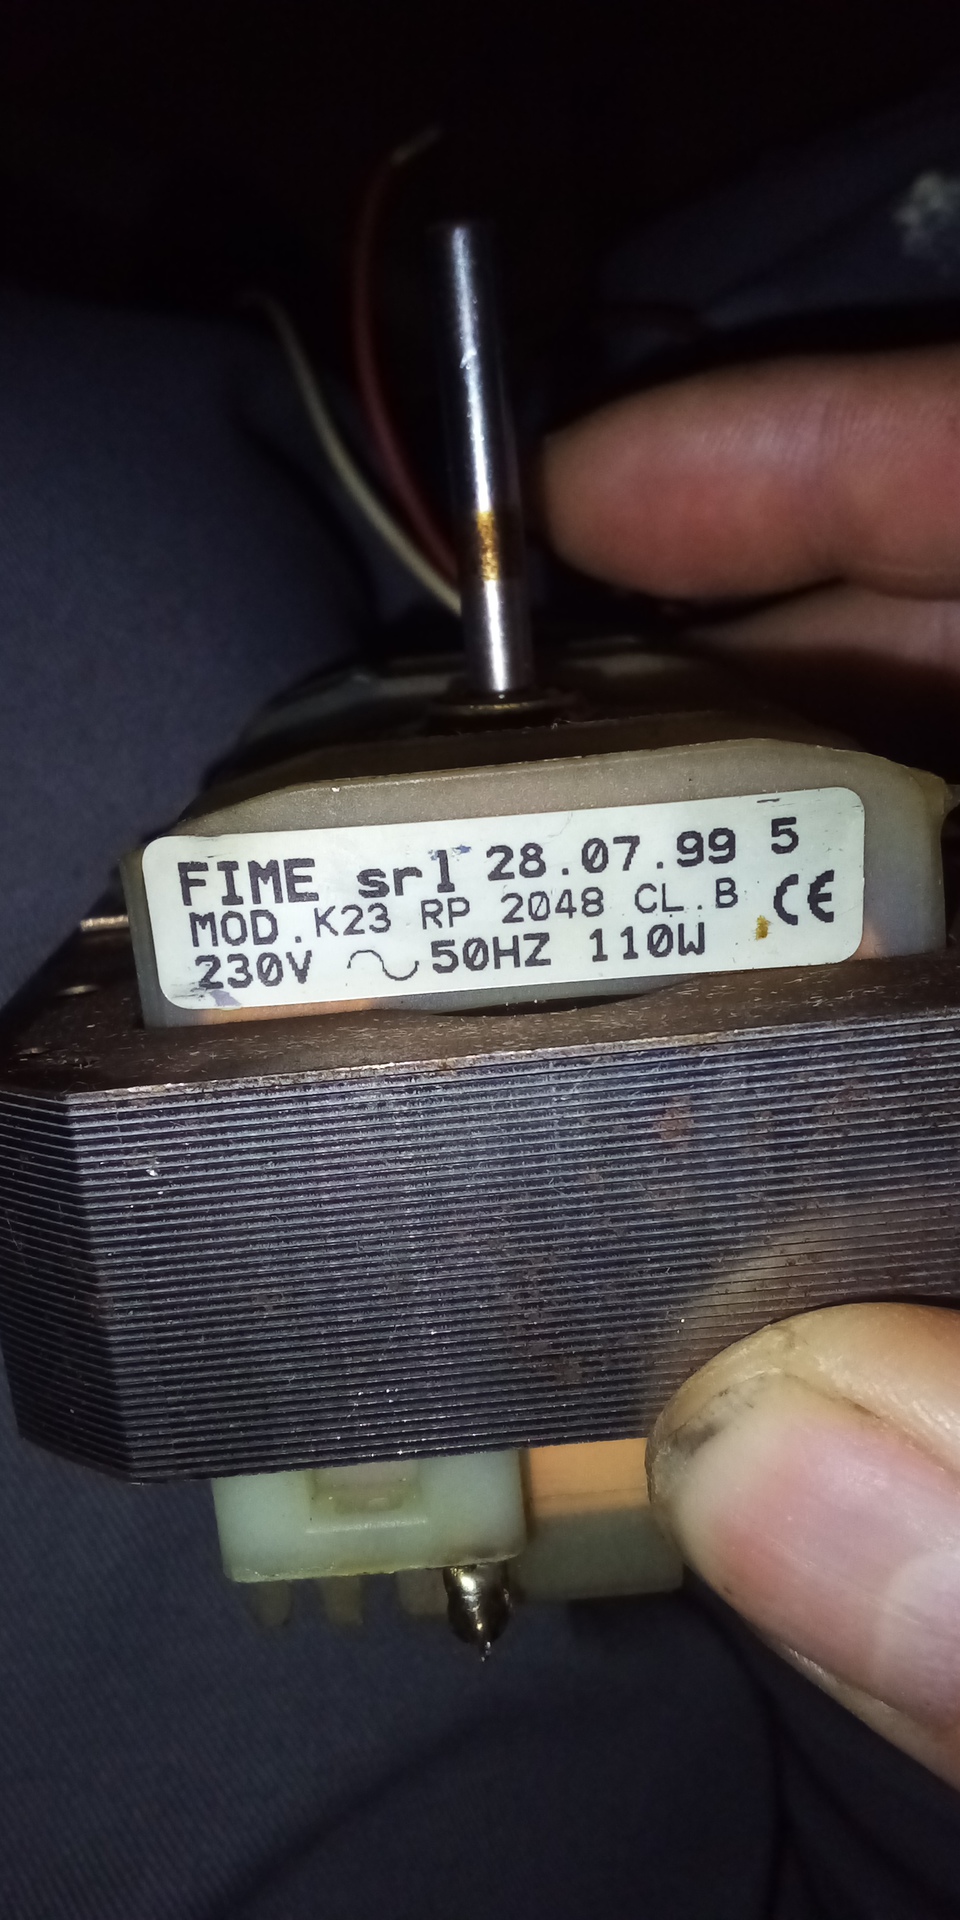 FIME srl 28.07.99 5
MOD. K23 RP 2048 CL.B CE
230V ~ 50HZ 110W